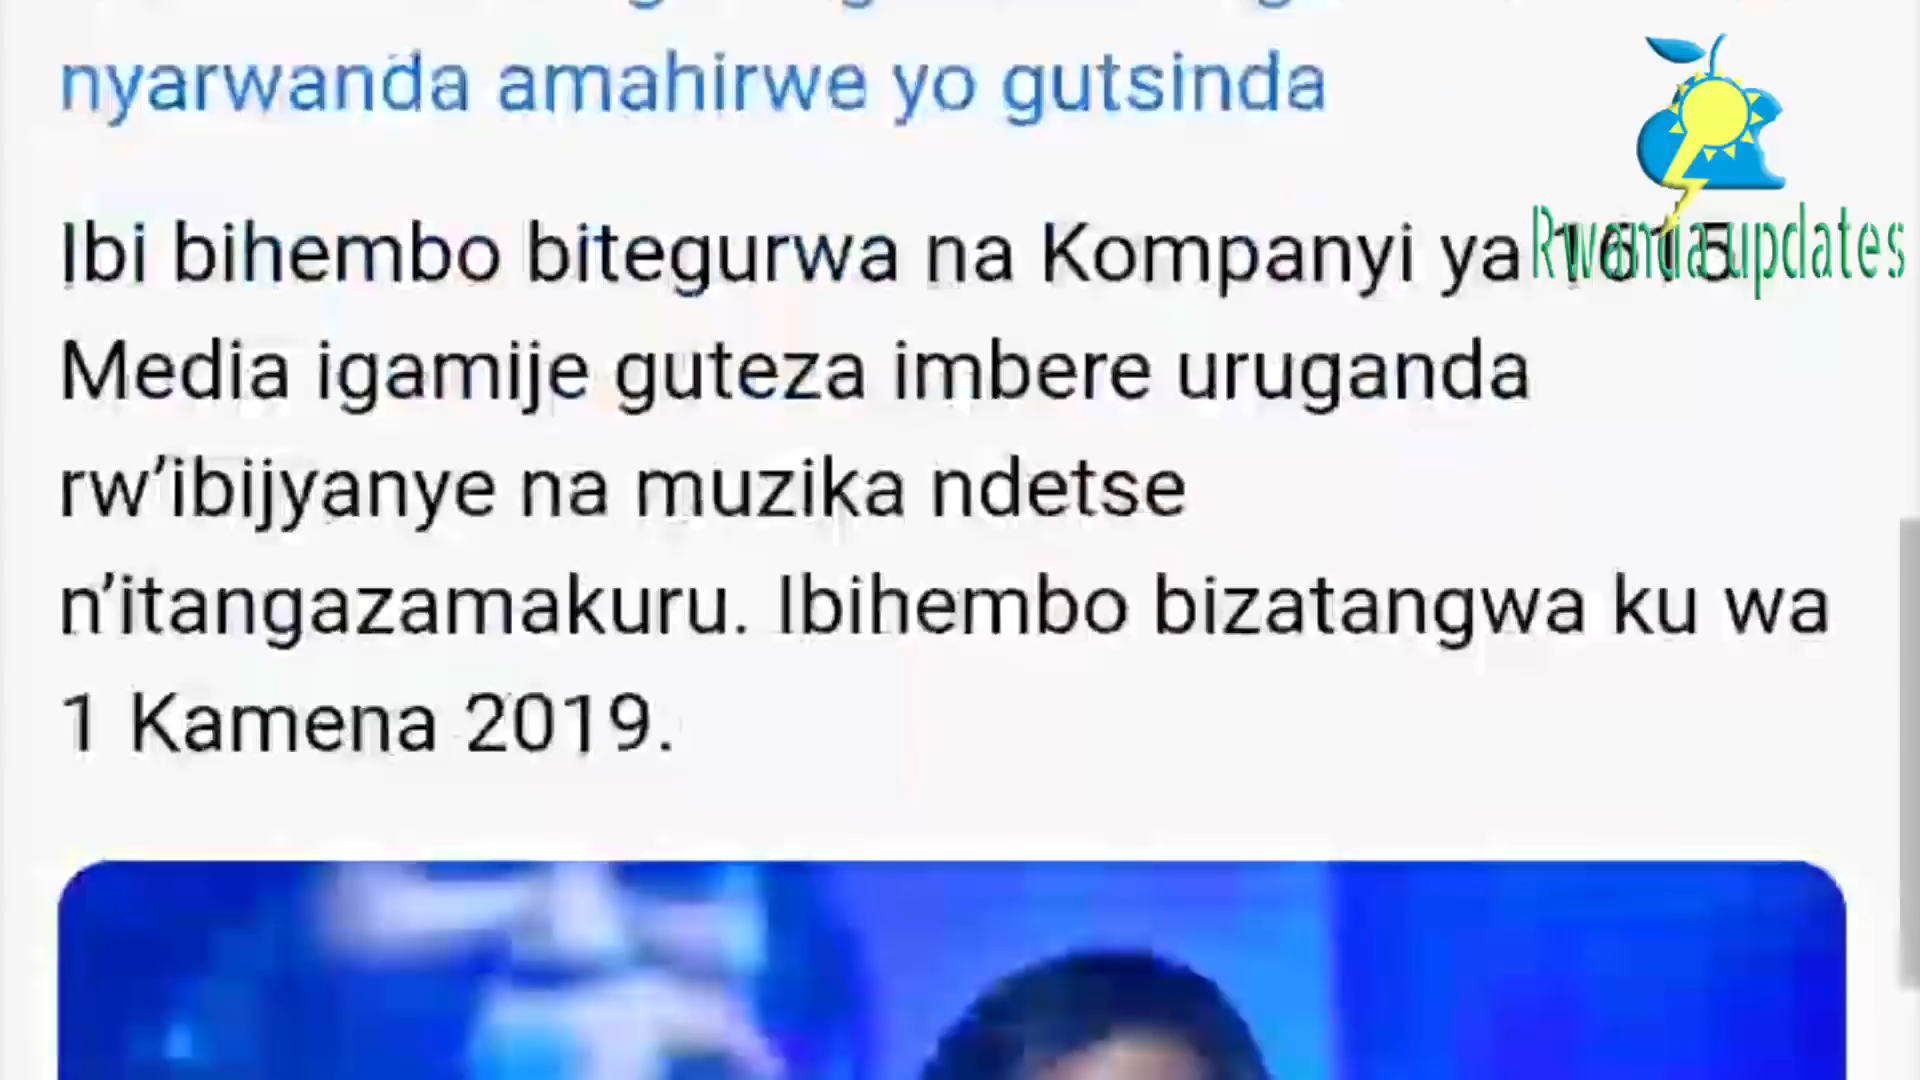 nyarwanda amahirwe yo gutsinda
Ibi bihembo bitegurwa na Kompanyi ya 1615
Media igamije guteza imbere uruganda
rw’ibijyanye na muzika ndetse
n’itangazamakuru. Ibihembo bizatangwa ku wa
1 Kamena 2019.
Rwanda updates